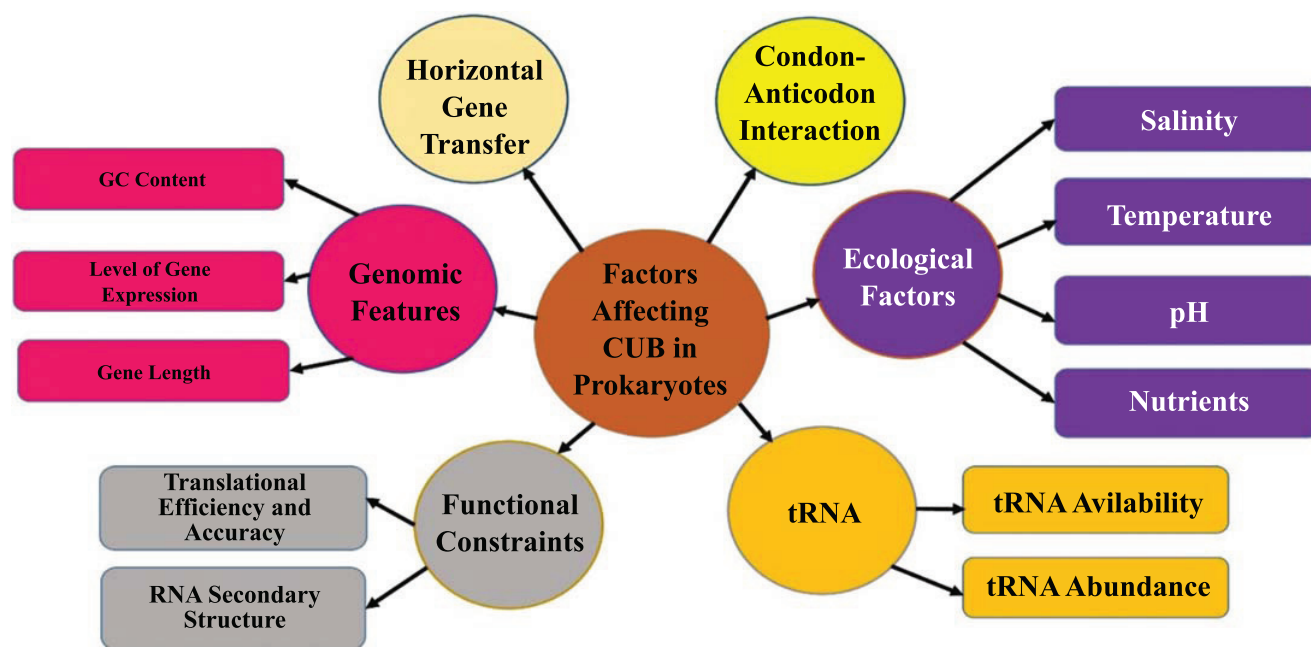 Horizontal
Gene
Transfer
Condon-
Anticodon
Interaction
GC Content
Level of Gene
Expression
Gene Length
Genomic
Features
Factors
Affecting
CUB in
Prokaryotes
Ecological
Factors
Salinity
Temperature
pH
Nutrients
Translational
Efficiency and
Accuracy
RNA Secondary
Structure
Functional
Constraints
tRNA
tRNA Avilability
tRNA Abundance